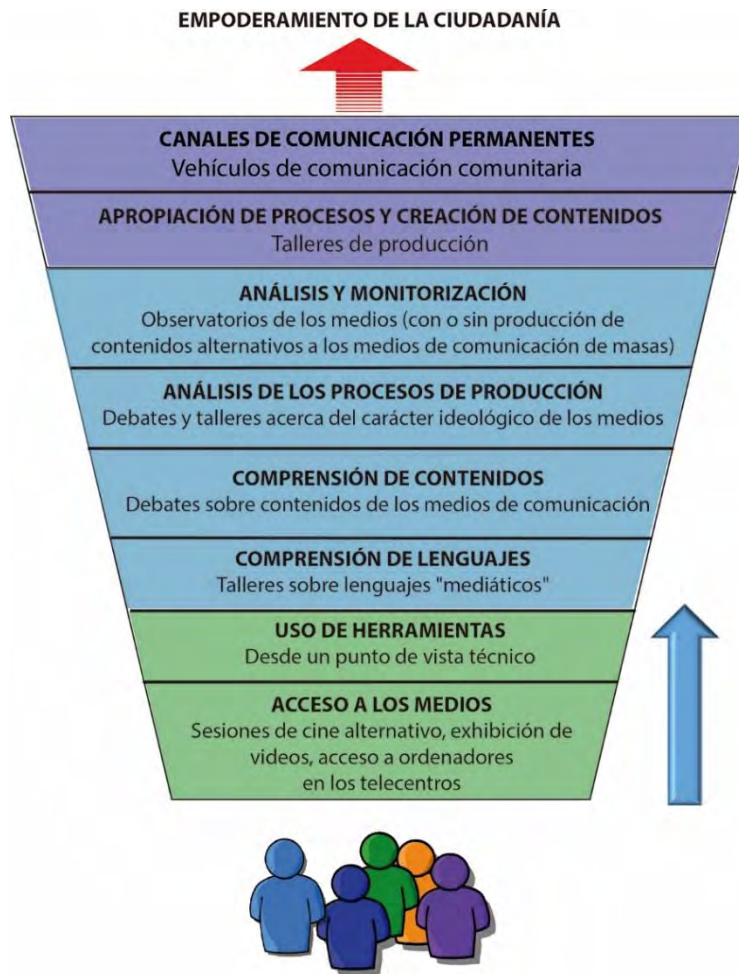 EMPODERAMIENTO DE LA CIUDADANÍA
CANALES DE COMUNICACIÓN PERMANENTES
Vehículos de comunicación comunitaria
APROPIACIÓN DE PROCESOS Y CREACIÓN DE CONTENIDOS
Talleres de producción
ANÁLISIS Y MONITORIZACIÓN
Observatorios de los medios (con o sin producción de
contenidos alternativos a los medios de comunicación de masas)
ANÁLISIS DE LOS PROCESOS DE PRODUCCIÓN
Debates y talleres acerca del carácter ideológico de los medios
COMPRENSIÓN DE CONTENIDOS
Debates sobre contenidos de los medios de comunicación
COMPRENSIÓN DE LENGUAJES
Talleres sobre lenguajes "mediáticos"
USO DE HERRAMIENTAS
Desde un punto de vista técnico
ACCESO A LOS MEDIOS
Sesiones de cine alternativo, exhibición de
videos, acceso a ordenadores
en los telecentros